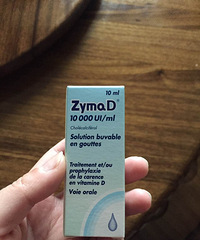 10 ml
ZymaD®
10 000 UI/ml
Cholécalciférol
Solution buvable
en gouttes
Traitement et/ou
prophylaxie
de la carence
en vitamine D
Voie orale